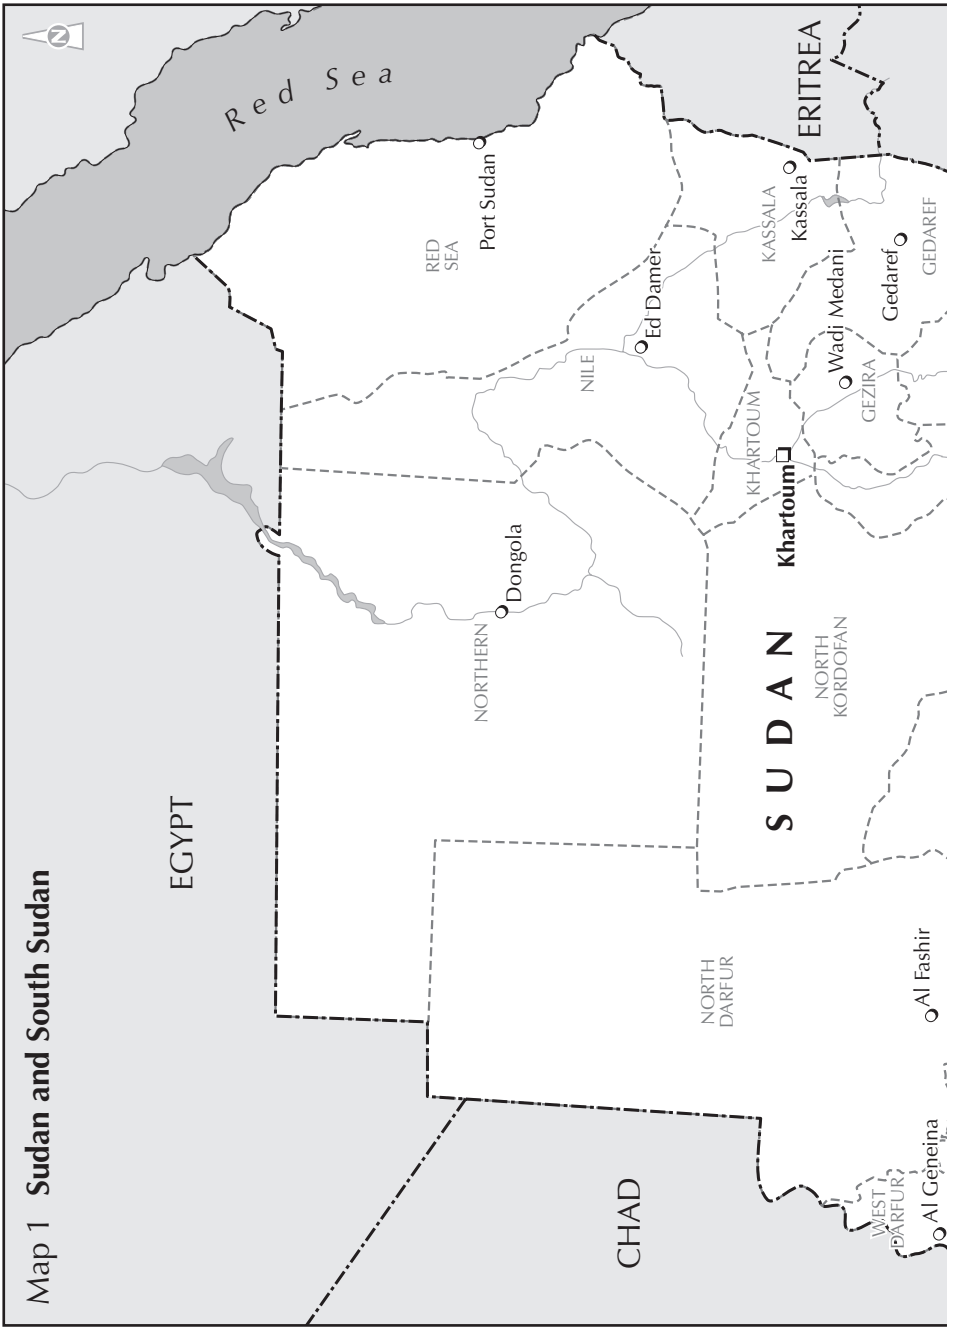 Map 1 Sudan and South Sudan
N
Red Sea
EGYPT
Port Sudan
RED
SEA
ERITREA
NORTHERN
Dongola
NILE
Ed Damer
KASSALA
Kassala
CHAD
NORTH
DARFUR
SUDAN
Khartoum
KHARTOUM
NORTH
KORDOFAN
Wadi Medani
GEZIRA
Gedaref
GEDAREF
WEST
DARFUR
Al Geneina
Al Fashir